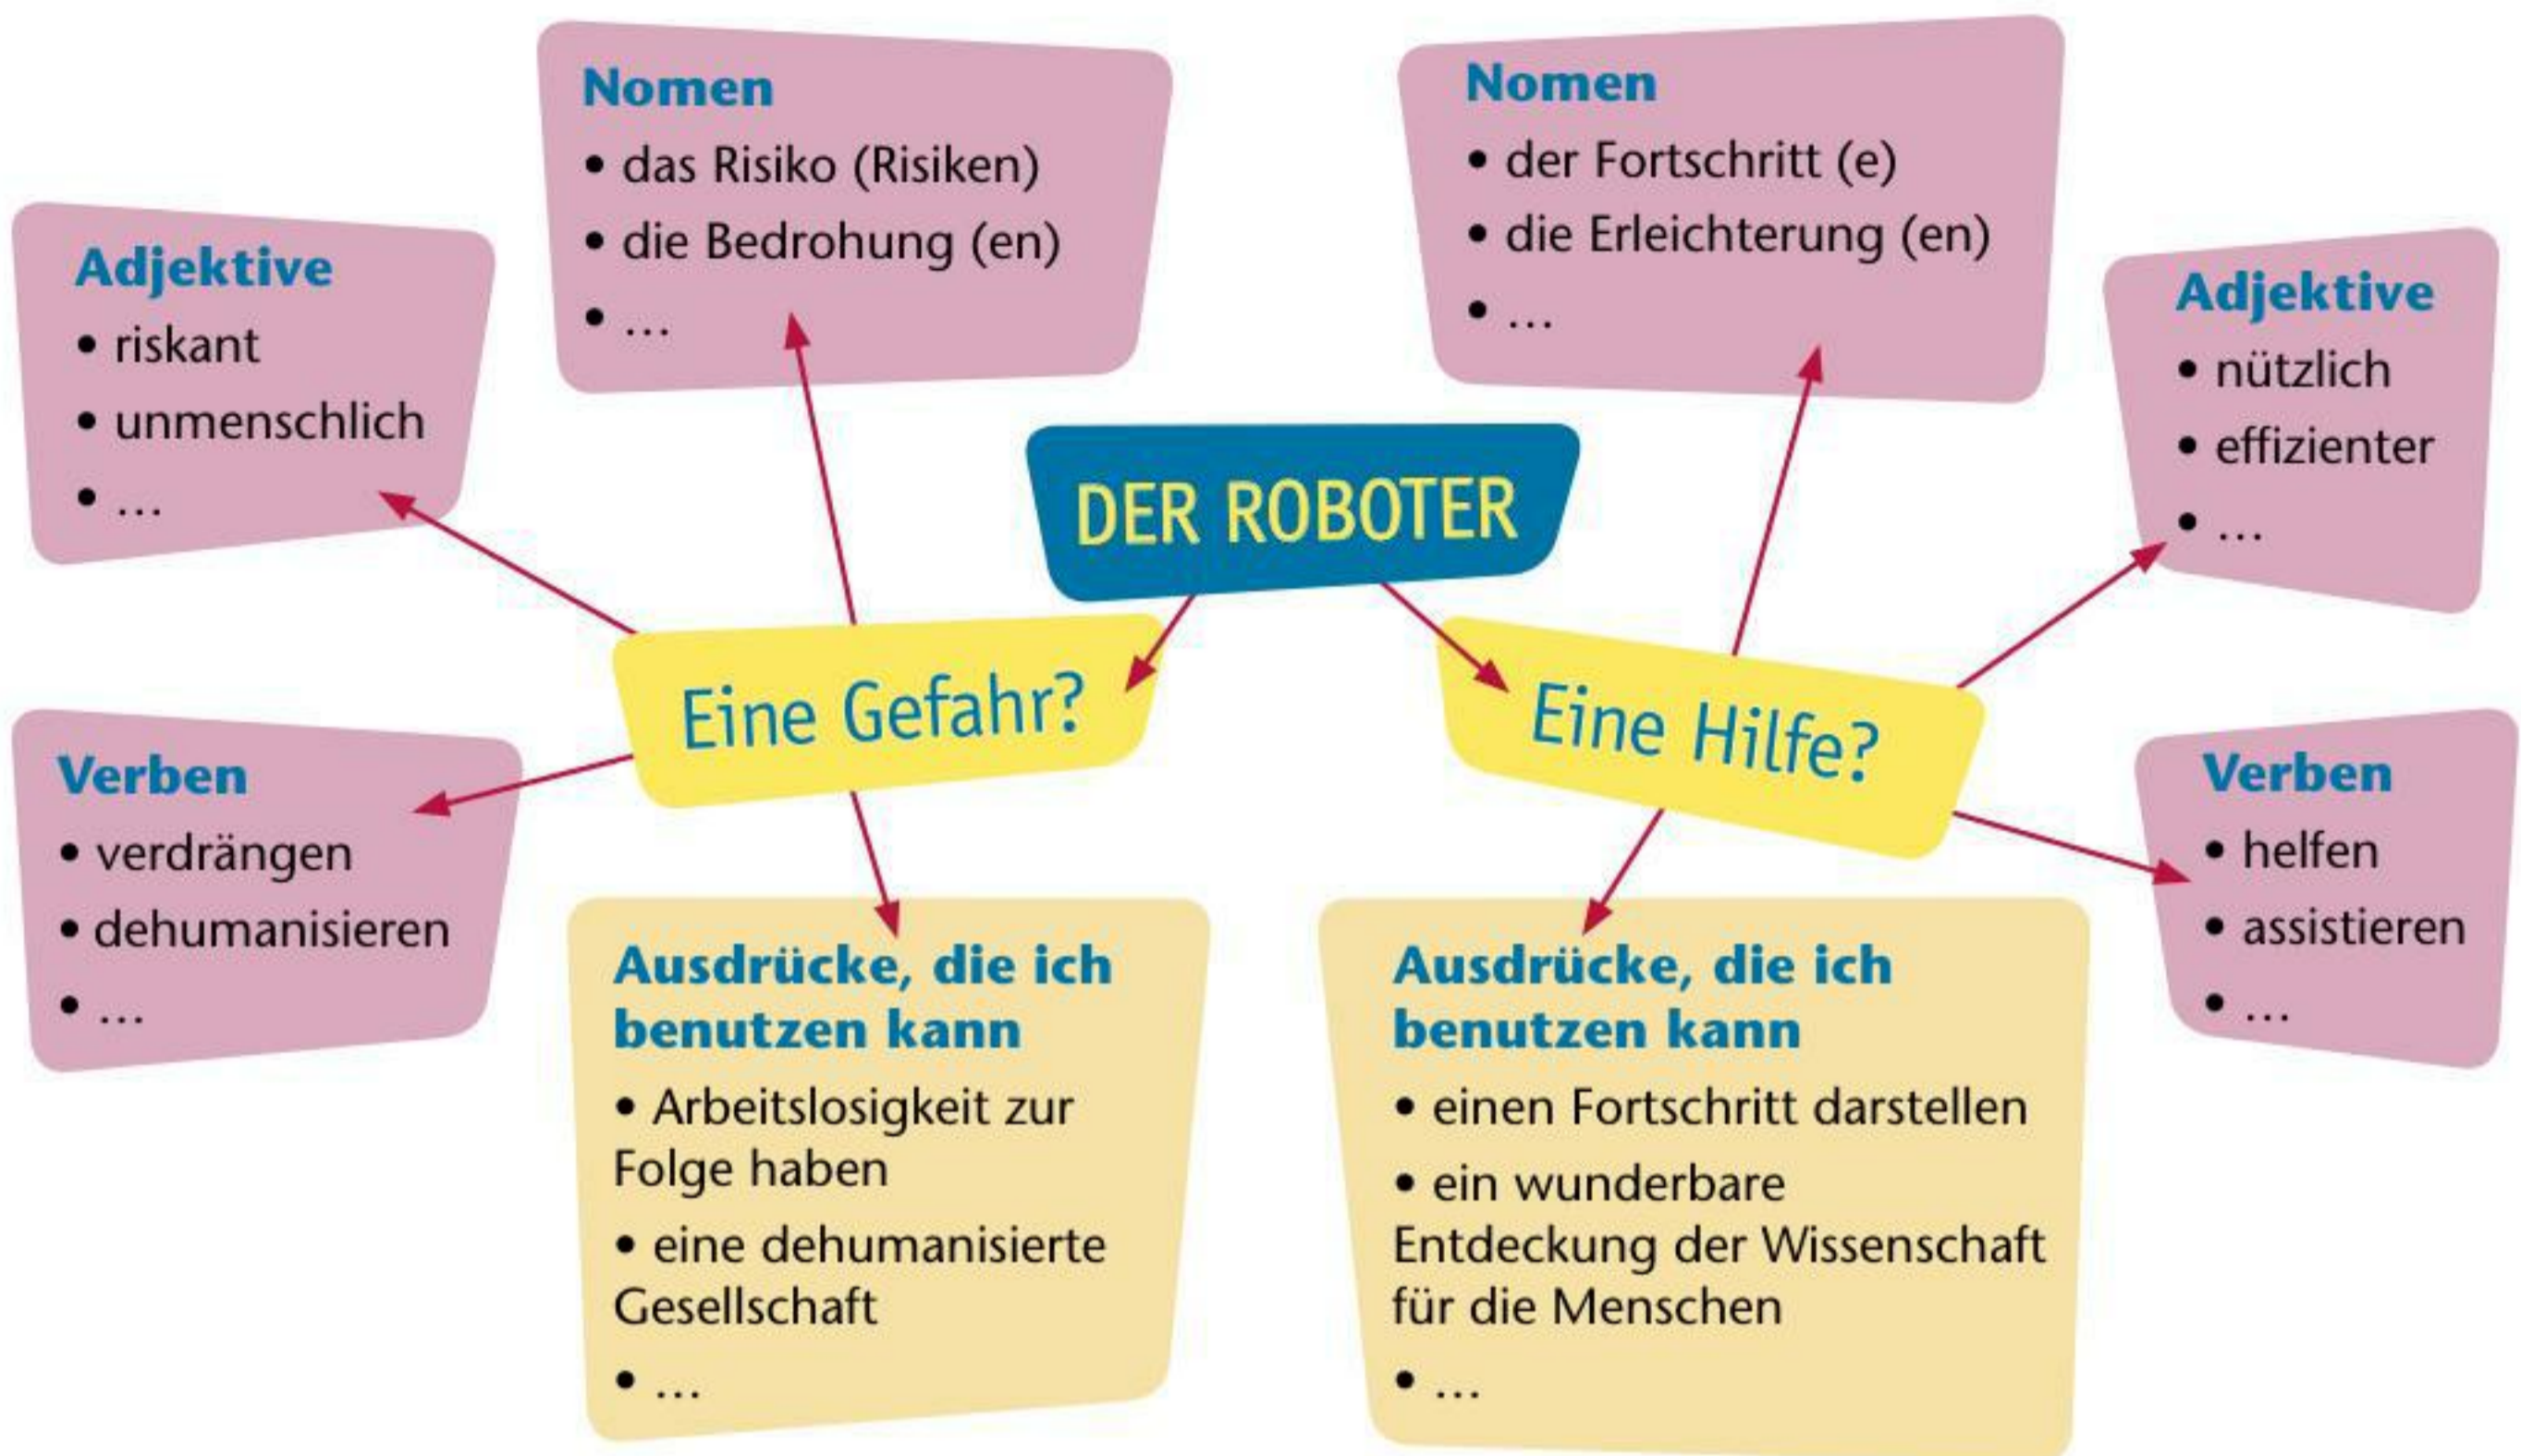 DER ROBOTER
Eine Gefahr?
Adjektive
• riskant
• unmenschlich
• ...
Nomen
• das Risiko (Risiken)
• die Bedrohung (en)
• ...
Verben
• verdrängen
• dehumanisieren
• ...
Ausdrücke, die ich
benutzen kann
• Arbeitslosigkeit zur
Folge haben
• eine dehumanisierte
Gesellschaft
• ...
Eine Hilfe?
Nomen
• der Fortschritt (e)
• die Erleichterung (en)
• ...
Adjektive
• nützlich
• effizienter
• ...
Verben
• helfen
• assistieren
• ...
Ausdrücke, die ich
benutzen kann
• einen Fortschritt darstellen
• ein wunderbare
Entdeckung der Wissenschaft
für die Menschen
• ...